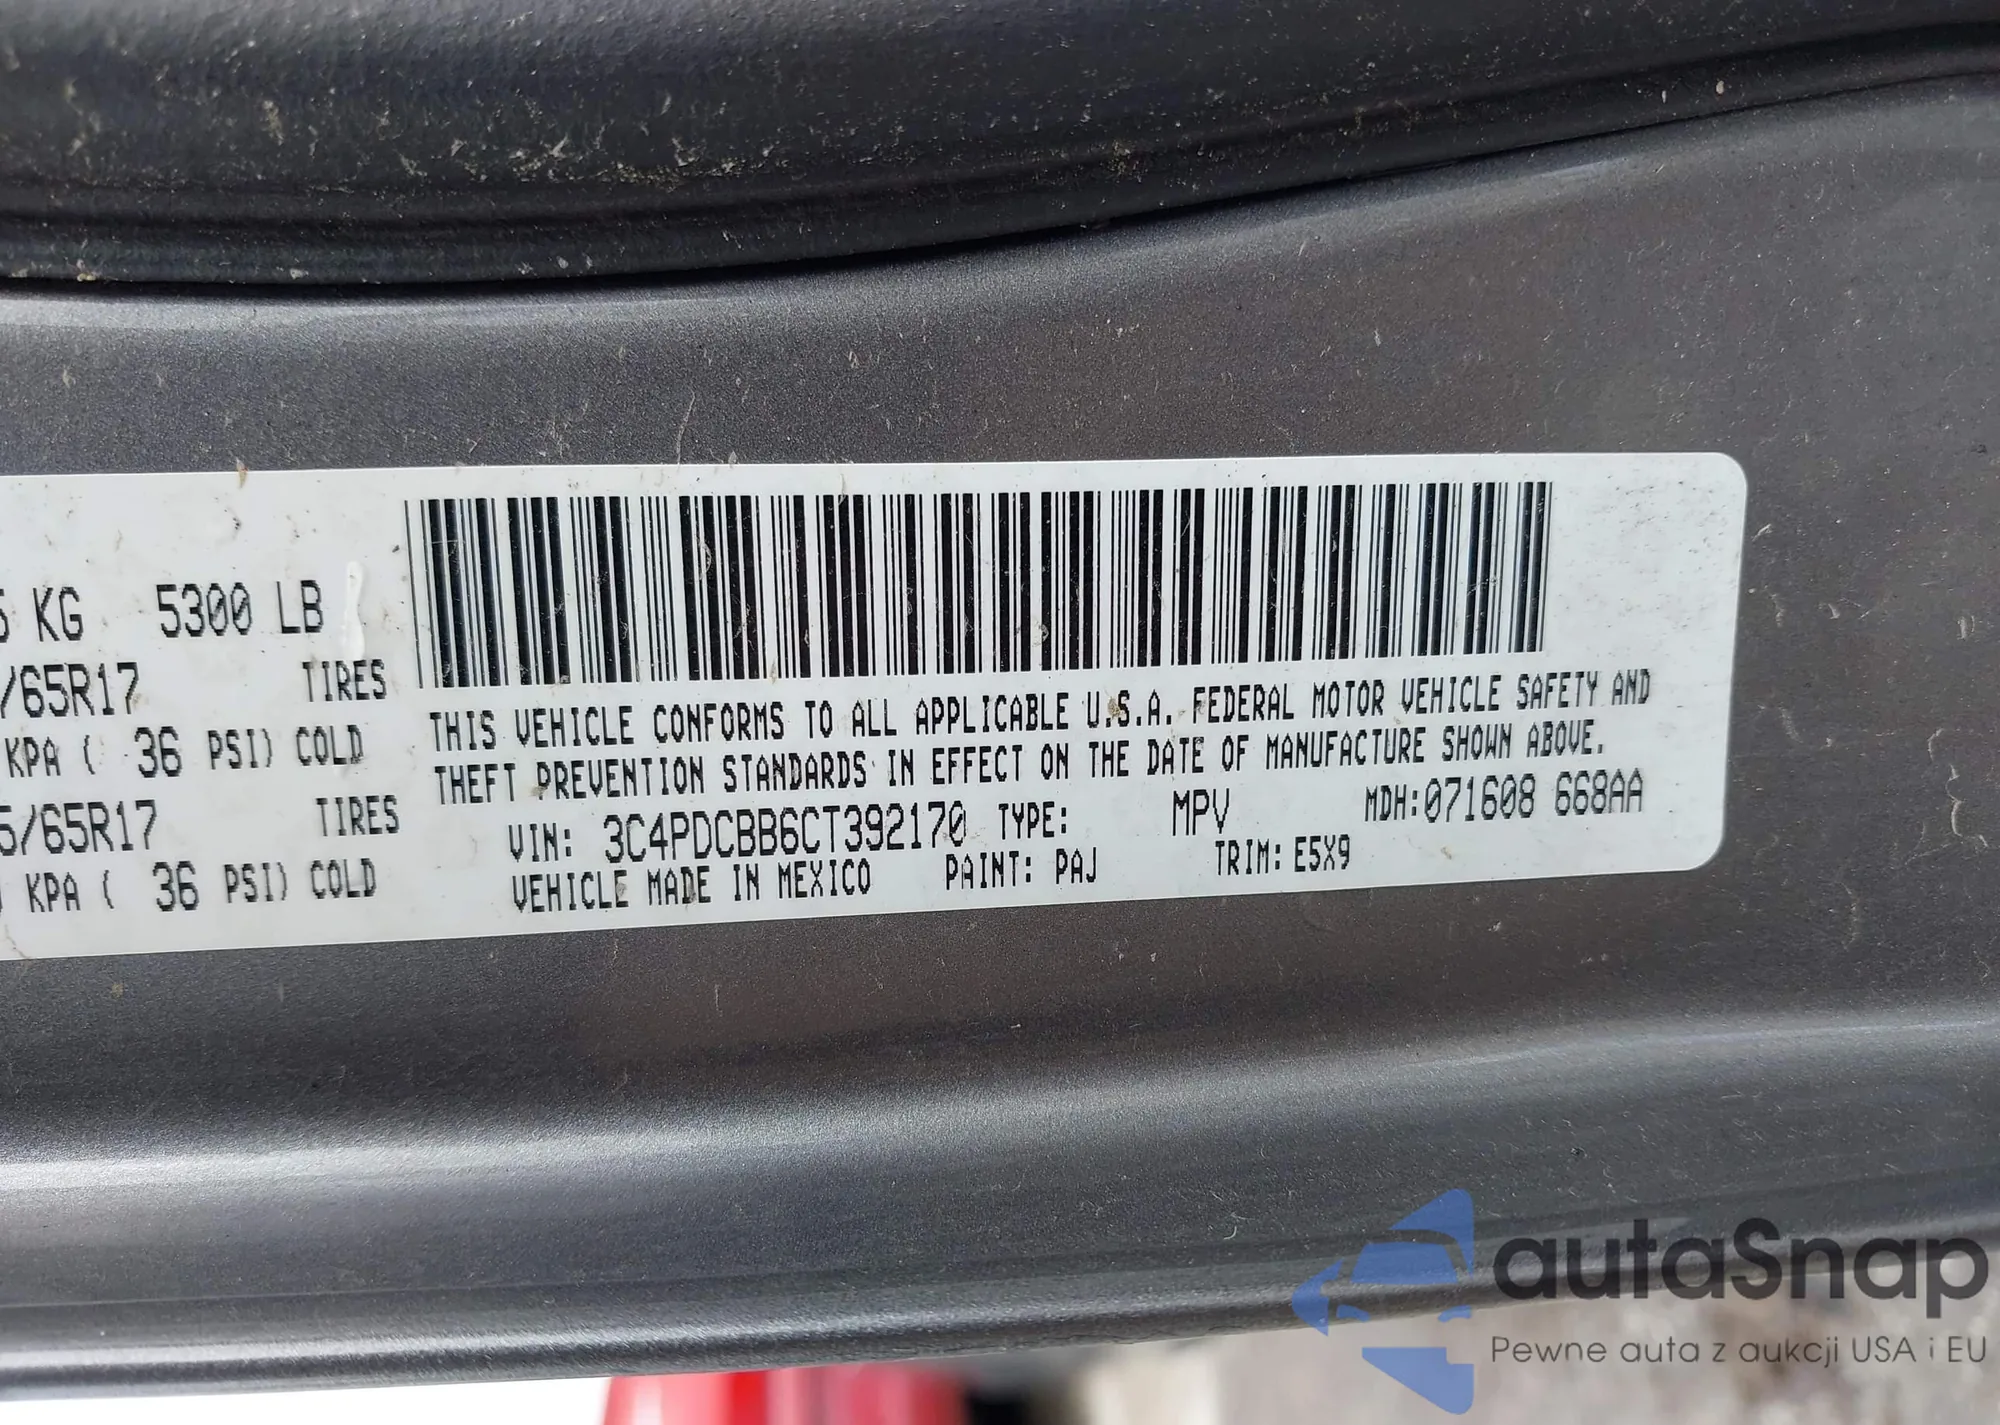 5 KG 5300 LB
/65R17 TIRES
KPA ( 36 PSI) COLD
5/65R17 TIRES
KPA ( 36 PSI) COLD
THIS VEHICLE CONFORMS TO ALL APPLICABLE U.S.A. FEDERAL MOTOR VEHICLE SAFETY AND
THEFT PREVENTION STANDARDS IN EFFECT ON THE DATE OF MANUFACTURE SHOWN ABOVE.
VIN: 3C4PDCBB6CT392170 TYPE: MPV MDH:071608 668AA
VEHICLE MADE IN MEXICO PAINT: PAJ TRIM: E5X9
autaSnap
Pewne auta z aukcji USA i EU